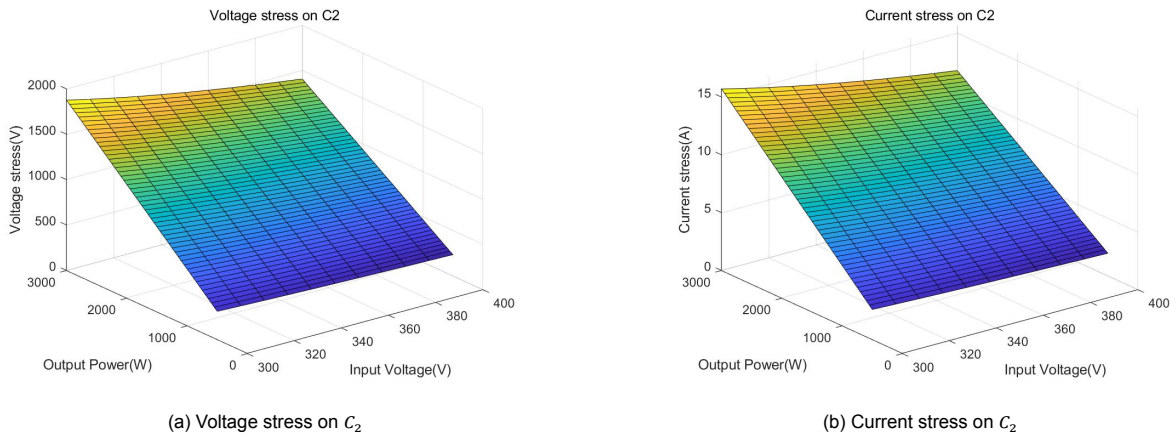 Voltage stress on C2
2000
1500
1000
500
0
Voltage stress(V)
3000
2000
1000
0
Output Power(W)
300
320
340
360
380
400
Input Voltage(V)
(a) Voltage stress on C₂
Current stress on C2
15
10
5
0
Current stress(A)
3000
2000
1000
0
Output Power(W)
300
320
340
360
380
400
Input Voltage(V)
(b) Current stress on C₂